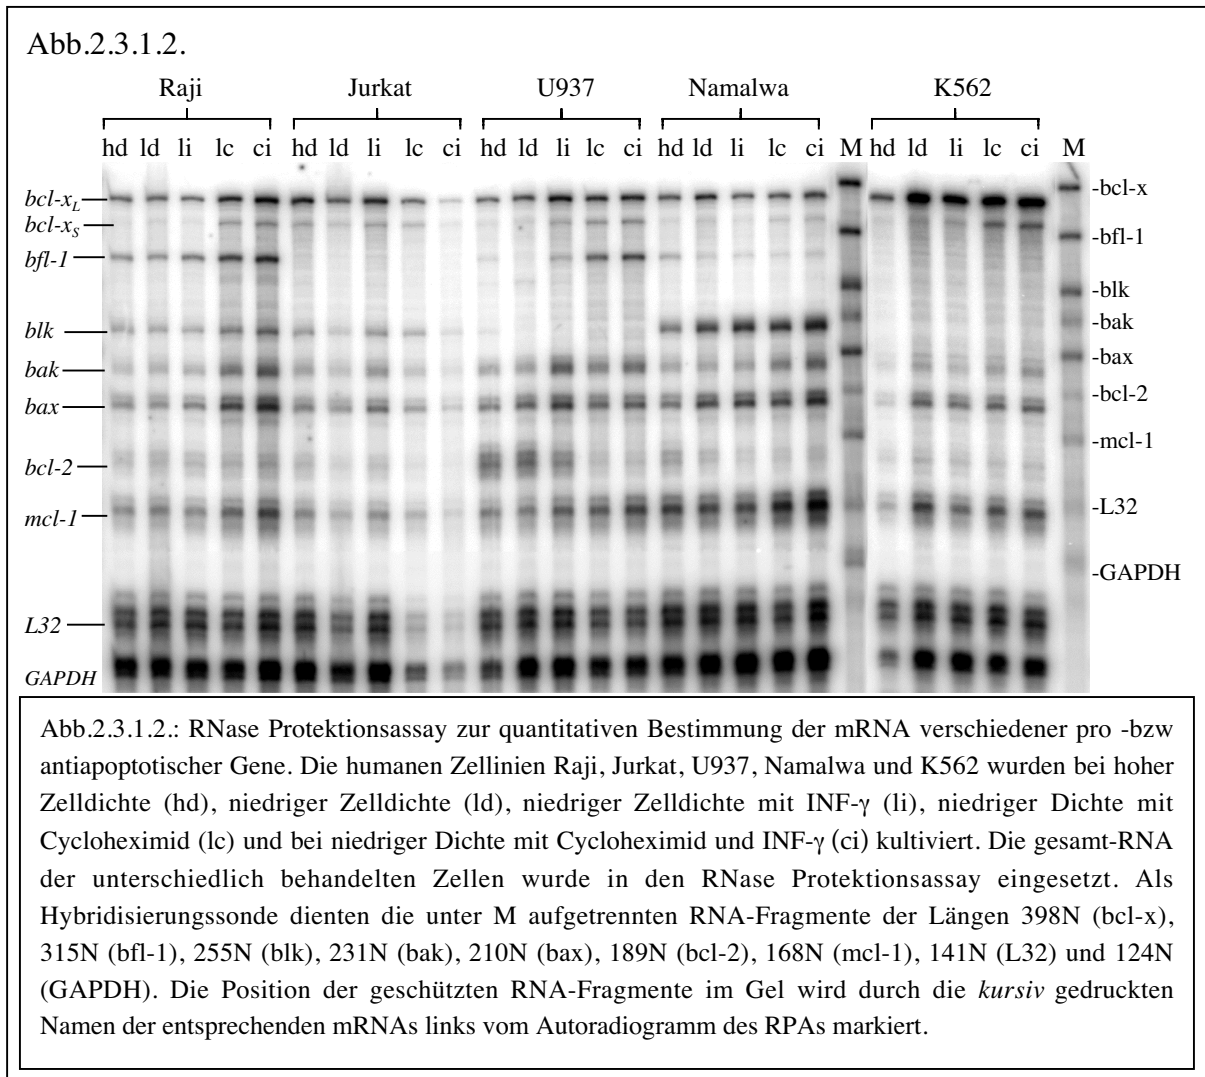 Abb.2.3.1.2.
Raji Jurkat U937 Namalwa K562
hd ld li lc ci hd ld li lc ci hd ld li lc ci hd ld li lc ci M hd ld li lc ci M
bcl-xL
bcl-xS
bfl-1
blk
bak
bax
bcl-2
mcl-1
L32
GAPDH
-bcl-x
-bfl-1
-blk
-bak
-bax
-bcl-2
-mcl-1
-L32
-GAPDH
Abb.2.3.1.2.: RNase Protektionsassay zur quantitativen Bestimmung der mRNA verschiedener pro -bzw
antiapoptotischer Gene. Die humanen Zellinien Raji, Jurkat, U937, Namalwa und K562 wurden bei hoher
Zelldichte (hd), niedriger Zelldichte (ld), niedriger Zelldichte mit INF-γ (li), niedriger Dichte mit
Cycloheximid (lc) und bei niedriger Dichte mit Cycloheximid und INF-γ (ci) kultiviert. Die gesamt-RNA
der unterschiedlich behandelten Zellen wurde in den RNase Protektionsassay eingesetzt. Als
Hybridisierungssonde dienten die unter M aufgetrennten RNA-Fragmente der Längen 398N (bcl-x),
315N (bfl-1), 255N (blk), 231N (bak), 210N (bax), 189N (bcl-2), 168N (mcl-1), 141N (L32) und 124N
(GAPDH). Die Position der geschützten RNA-Fragmente im Gel wird durch die kursiv gedruckten
Namen der entsprechenden mRNAs links vom Autoradiogramm des RPAs markiert.